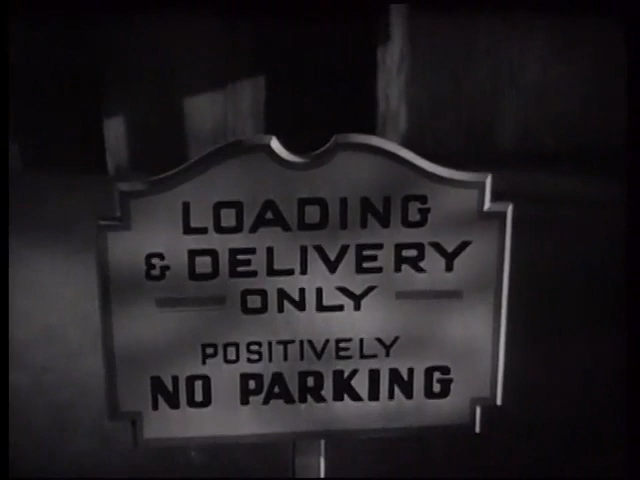 LOADING
& DELIVERY
ONLY
POSITIVELY
NO PARKING